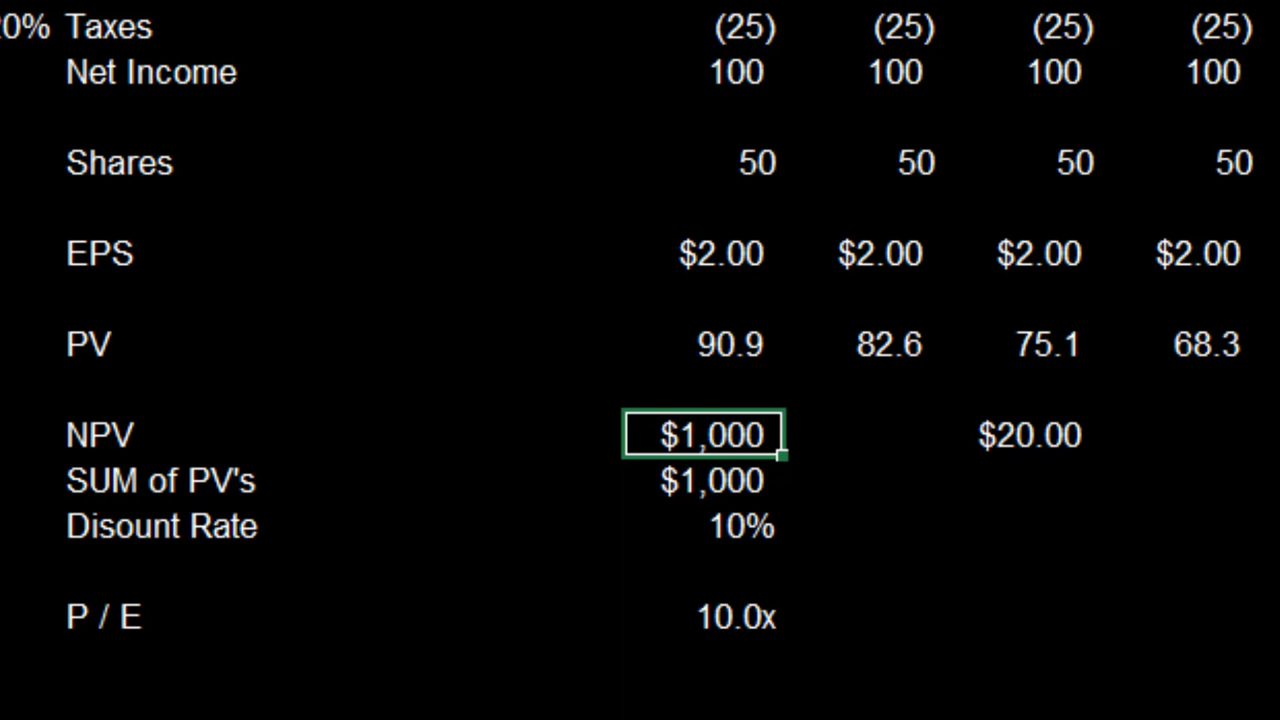 0% Taxes (25) (25) (25) (25)
Net Income 100 100 100 100
Shares 50 50 50 50
EPS $2.00 $2.00 $2.00 $2.00
PV 90.9 82.6 75.1 68.3
NPV $1,000 $20.00
SUM of PV's $1,000
Disount Rate 10%
P / E 10.0x